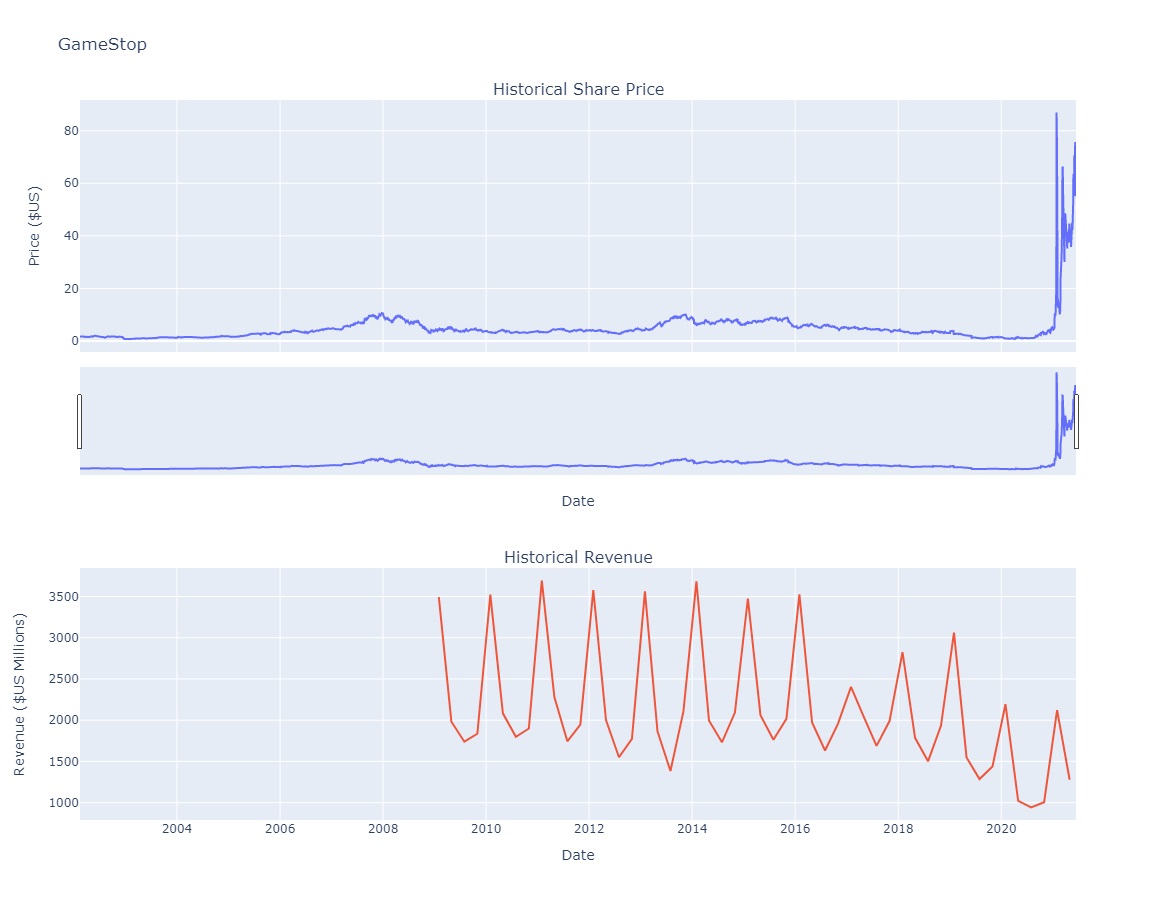 GameStop
Historical Share Price
80
60
40
20
0
Price ($US)
Date
Historical Revenue
3500
3000
2500
2000
1500
1000
Revenue ($US Millions)
2004 2006 2008 2010 2012 2014 2016 2018 2020
Date